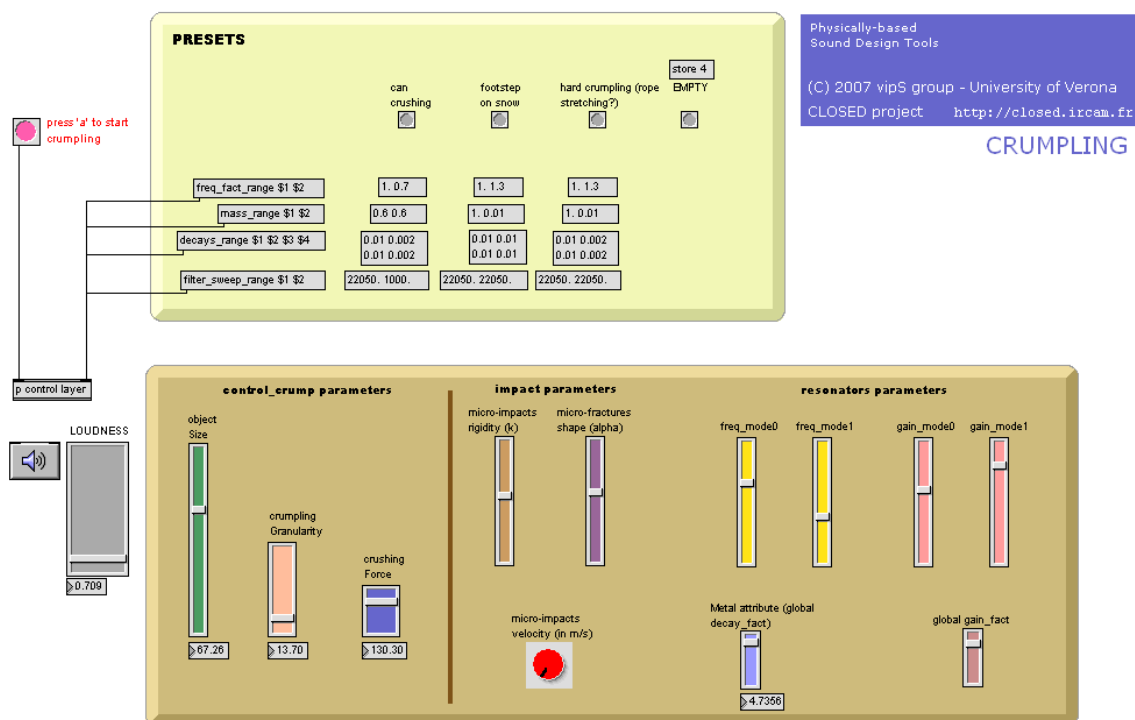 PRESETS
Physically-based
Sound Design Tools
(C) 2007 vipS group - University of Verona
CLOSED project http://closed.ircam.fr
CRUMPLING
store 4
can
crushing
footstep
on snow
hard crumpling (rope
stretching?)
EMPTY
press 'a' to start
crumpling
freq_fact_range $1 $2
1. 0.7
1. 1.3
1. 1.3
mass_range $1 $2
0.6 0.6
1. 0.01
1. 0.01
decays_range $1 $2 $3 $4
0.01 0.002
0.01 0.002
0.01 0.01
0.01 0.01
0.01 0.002
0.01 0.002
filter_sweep_range $1 $2
22050. 1000.
22050. 22050.
22050. 22050.
p control layer
LOUDNESS
0.709
control_crump parameters
object
Size
67.26
crumpling
Granularity
13.70
crushing
Force
130.30
impact parameters
micro-impacts
rigidity (k)
micro-fractures
shape (alpha)
micro-impacts
velocity (in m/s)
resonators parameters
freq_mode0
freq_mode1
gain_mode0
gain_mode1
Metal attribute (global
decay_fact)
4.7356
global gain_fact